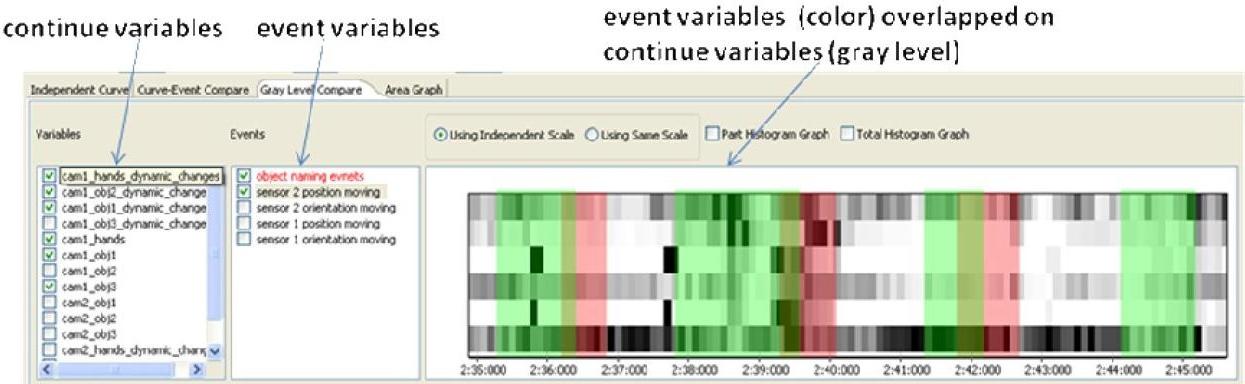 continue variables
event variables
event variables (color) overlapped on
continue variables (gray level)
Independent Curve
Curve-Event Compare
Gray Level Compare
Area Graph
Variables
Events
Using Independent Scale
Using Same Scale
Part Histogram Graph
Total Histogram Graph
cam1_hands_dynamic_changes
cam1_obj2_dynamic_change
cam1_obj1_dynamic_change
cam1_obj3_dynamic_change
cam1_hands
cam1_obj1
cam1_obj2
cam1_obj3
cam2_obj1
cam2_obj2
cam2_obj3
cam2_hands_dynamic_chang
object naming evnets
sensor 2 position moving
sensor 2 orientation moving
sensor 1 position moving
sensor 1 orientation moving
2:35:000 2:36:000 2:37:000 2:38:000 2:39:000 2:40:000 2:41:000 2:42:000 2:43:000 2:44:000 2:45:000